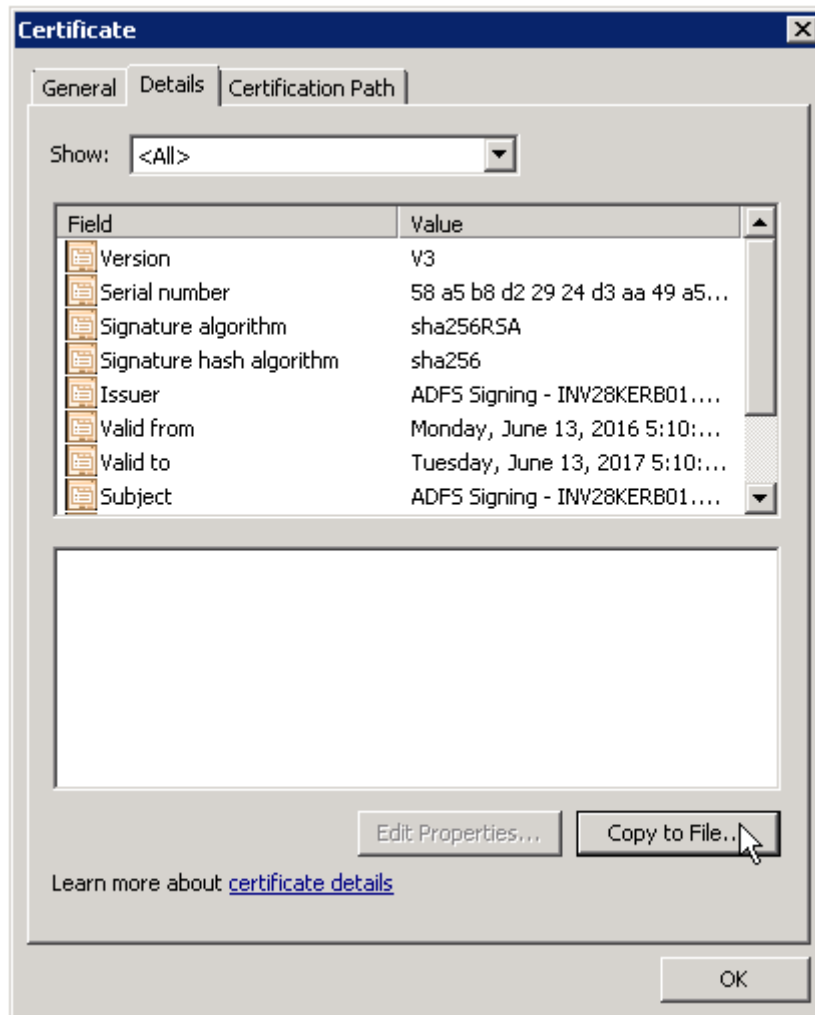 Certificate
General Details Certification Path
Show: <All>
Field Value
Version V3
Serial number 58 a5 b8 d2 29 24 d3 aa 49 a5...
Signature algorithm sha256RSA
Signature hash algorithm sha256
Issuer ADFS Signing - INV28KERB01....
Valid from Monday, June 13, 2016 5:10:...
Valid to Tuesday, June 13, 2017 5:10:...
Subject ADFS Signing - INV28KERB01....
Edit Properties... Copy to File...
Learn more about certificate details
OK